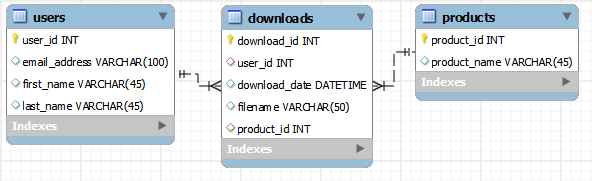 users
user_id INT
email_address VARCHAR(100)
first_name VARCHAR(45)
last_name VARCHAR(45)
Indexes
downloads
download_id INT
user_id INT
download_date DATETIME
filename VARCHAR(50)
product_id INT
Indexes
products
product_id INT
product_name VARCHAR(45)
Indexes